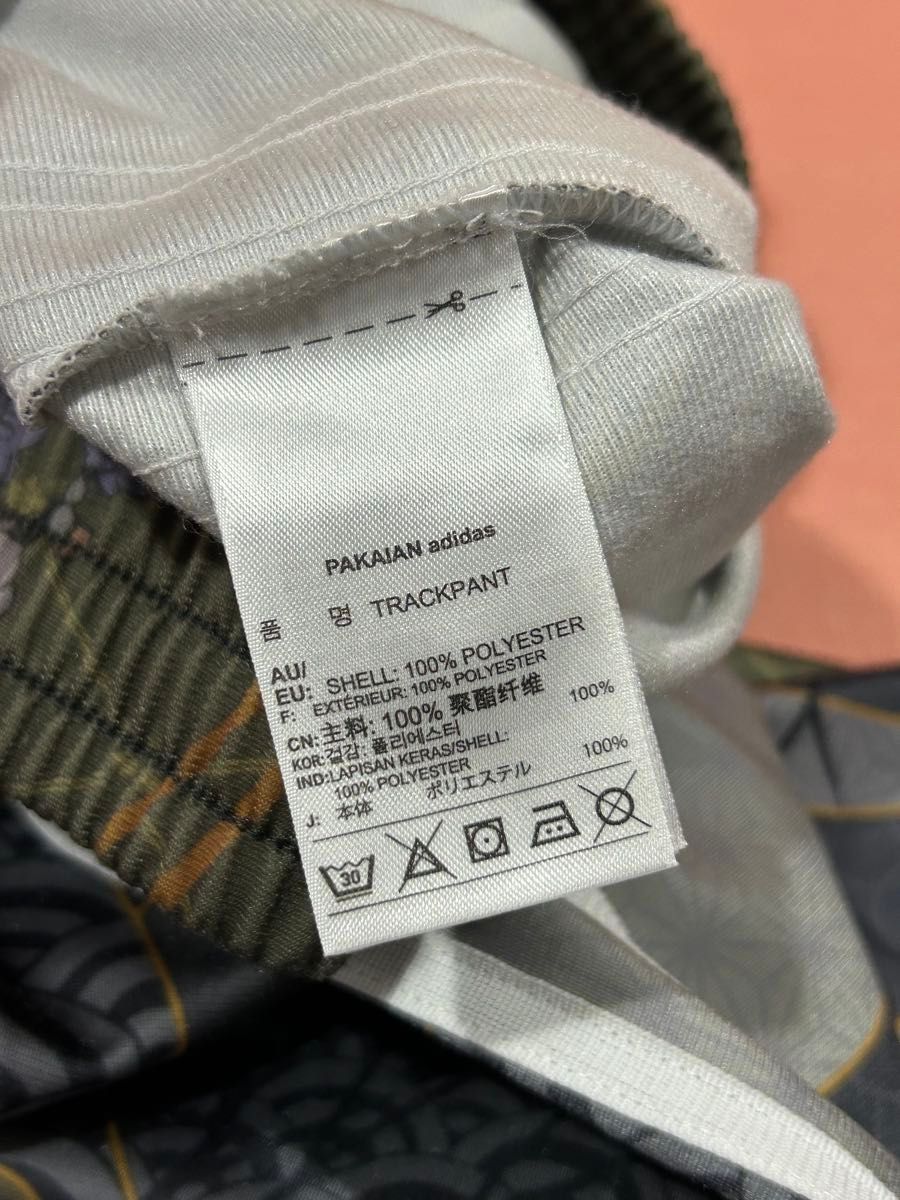 PAKAIAN adidas
품 명 TRACKPANT
AU/
EU: SHELL: 100% POLYESTER
F: EXTÉRIEUR: 100% POLYESTER
CN: 主料: 100% 聚酯纤维
KOR: 겉감: 폴리에스터 100%
IND: LAPISAN KERAS/SHELL:
100% POLYESTER
J: 本体 ポリエステル 100%
30